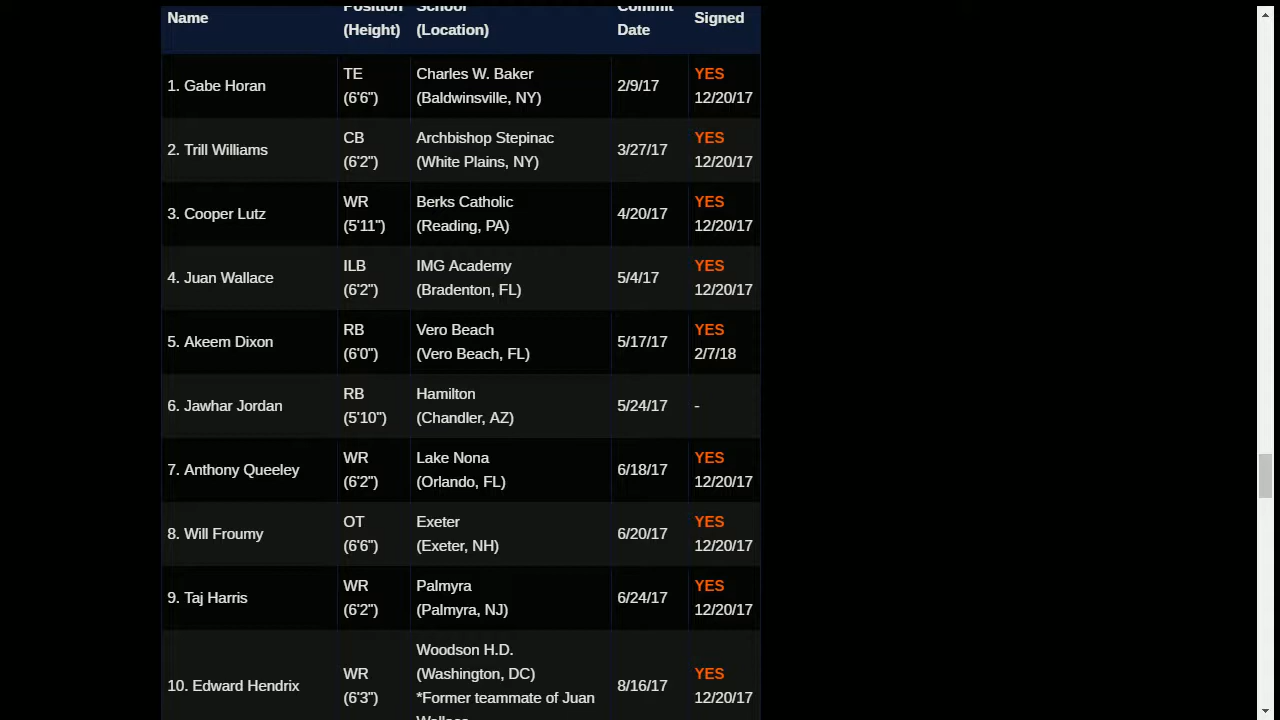 Name
Position
(Height)
School
(Location)
Commit
Date
Signed
1. Gabe Horan
TE
(6'6")
Charles W. Baker
(Baldwinsville, NY)
2/9/17
YES
12/20/17
2. Trill Williams
CB
(6'2")
Archbishop Stepinac
(White Plains, NY)
3/27/17
YES
12/20/17
3. Cooper Lutz
WR
(5'11")
Berks Catholic
(Reading, PA)
4/20/17
YES
12/20/17
4. Juan Wallace
ILB
(6'2")
IMG Academy
(Bradenton, FL)
5/4/17
YES
12/20/17
5. Akeem Dixon
RB
(6'0")
Vero Beach
(Vero Beach, FL)
5/17/17
YES
2/7/18
6. Jawhar Jordan
RB
(5'10")
Hamilton
(Chandler, AZ)
5/24/17
-
7. Anthony Queeley
WR
(6'2")
Lake Nona
(Orlando, FL)
6/18/17
YES
12/20/17
8. Will Froumy
OT
(6'6")
Exeter
(Exeter, NH)
6/20/17
YES
12/20/17
9. Taj Harris
WR
(6'2")
Palmyra
(Palmyra, NJ)
6/24/17
YES
12/20/17
10. Edward Hendrix
WR
(6'3")
Woodson H.D.
(Washington, DC)
*Former teammate of Juan
Wallace
8/16/17
YES
12/20/17